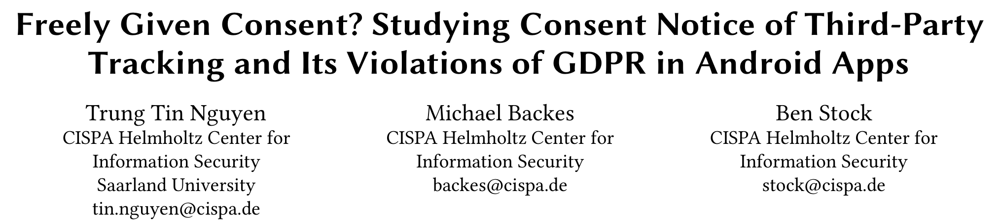 Freely Given Consent? Studying Consent Notice of Third-Party
Tracking and Its Violations of GDPR in Android Apps
Trung Tin Nguyen
CISPA Helmholtz Center for
Information Security
Saarland University
tin.nguyen@cispa.de
Michael Backes
CISPA Helmholtz Center for
Information Security
backes@cispa.de
Ben Stock
CISPA Helmholtz Center for
Information Security
stock@cispa.de